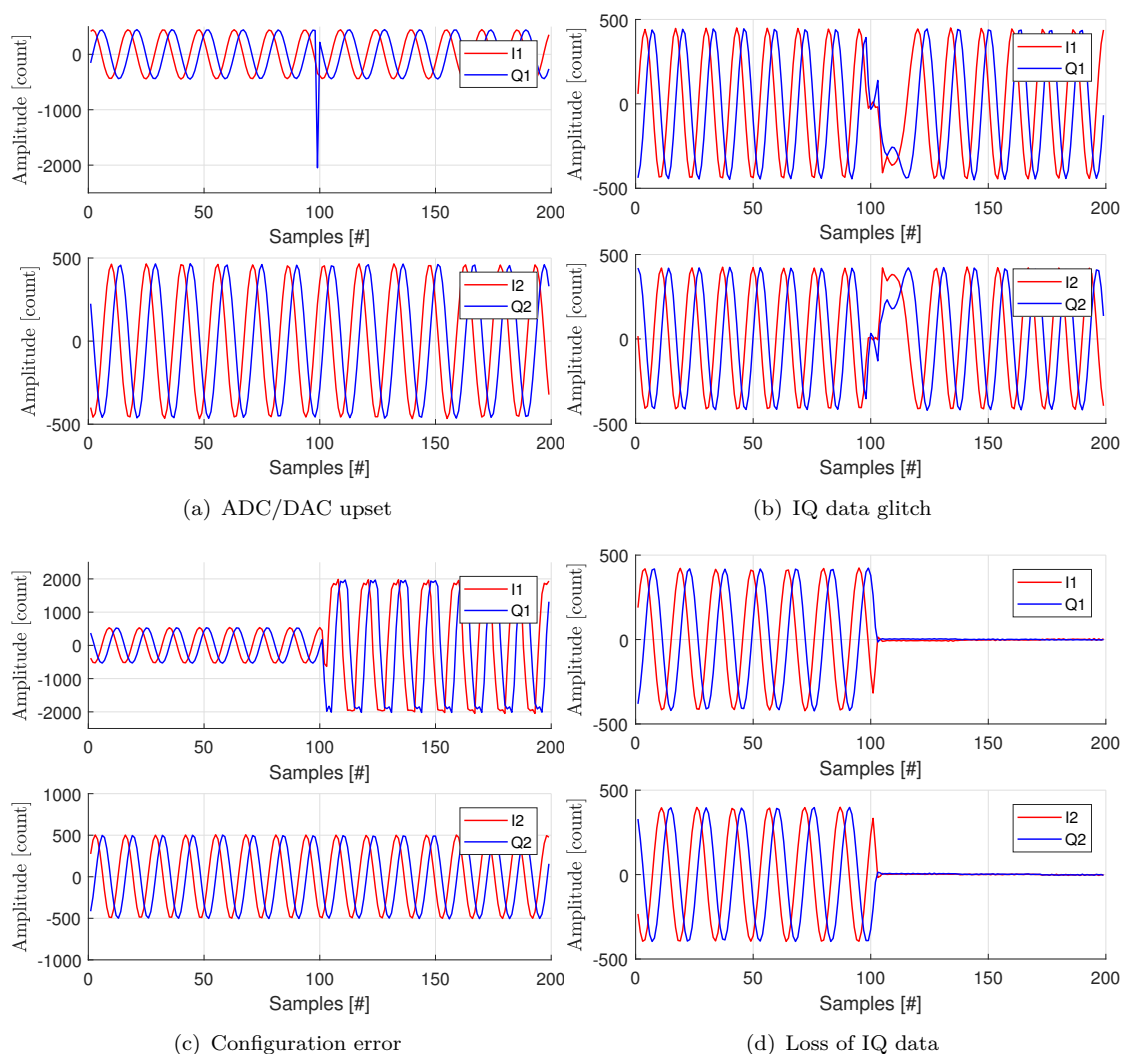 Amplitude [count]
0
-1000
-2000
I1
Q1
0
50
100
150
200
Samples [#]
Amplitude [count]
500
0
-500
I2
Q2
0
50
100
150
200
Samples [#]
(a) ADC/DAC upset
Amplitude [count]
500
0
-500
I1
Q1
0
50
100
150
200
Samples [#]
Amplitude [count]
500
0
-500
I2
Q2
0
50
100
150
200
Samples [#]
(b) IQ data glitch
Amplitude [count]
2000
1000
0
-1000
-2000
I1
Q1
0
50
100
150
200
Samples [#]
Amplitude [count]
1000
500
0
-500
-1000
I2
Q2
0
50
100
150
200
Samples [#]
(c) Configuration error
Amplitude [count]
500
0
-500
I1
Q1
0
50
100
150
200
Samples [#]
Amplitude [count]
500
0
-500
I2
Q2
0
50
100
150
200
Samples [#]
(d) Loss of IQ data